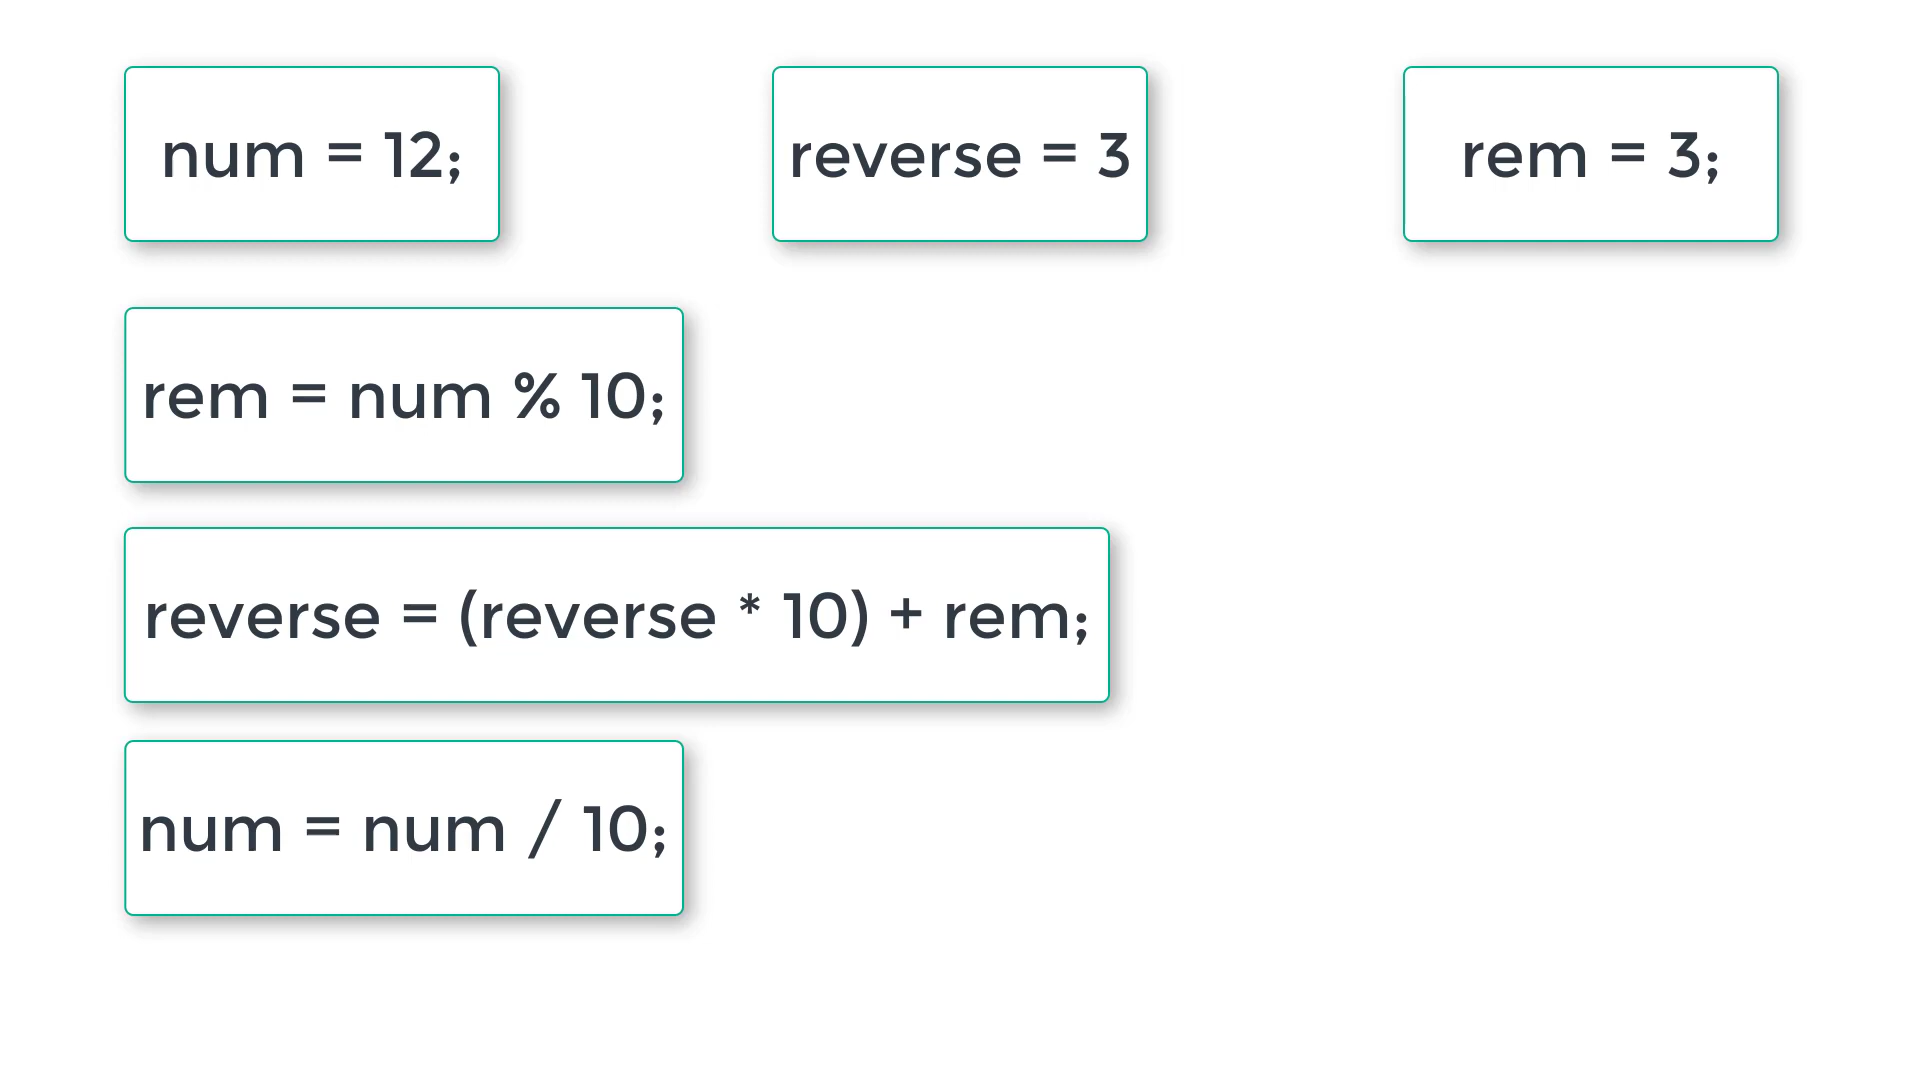 num = 12;
reverse = 3
rem = 3;
rem = num % 10;
reverse = (reverse * 10) + rem;
num = num / 10;